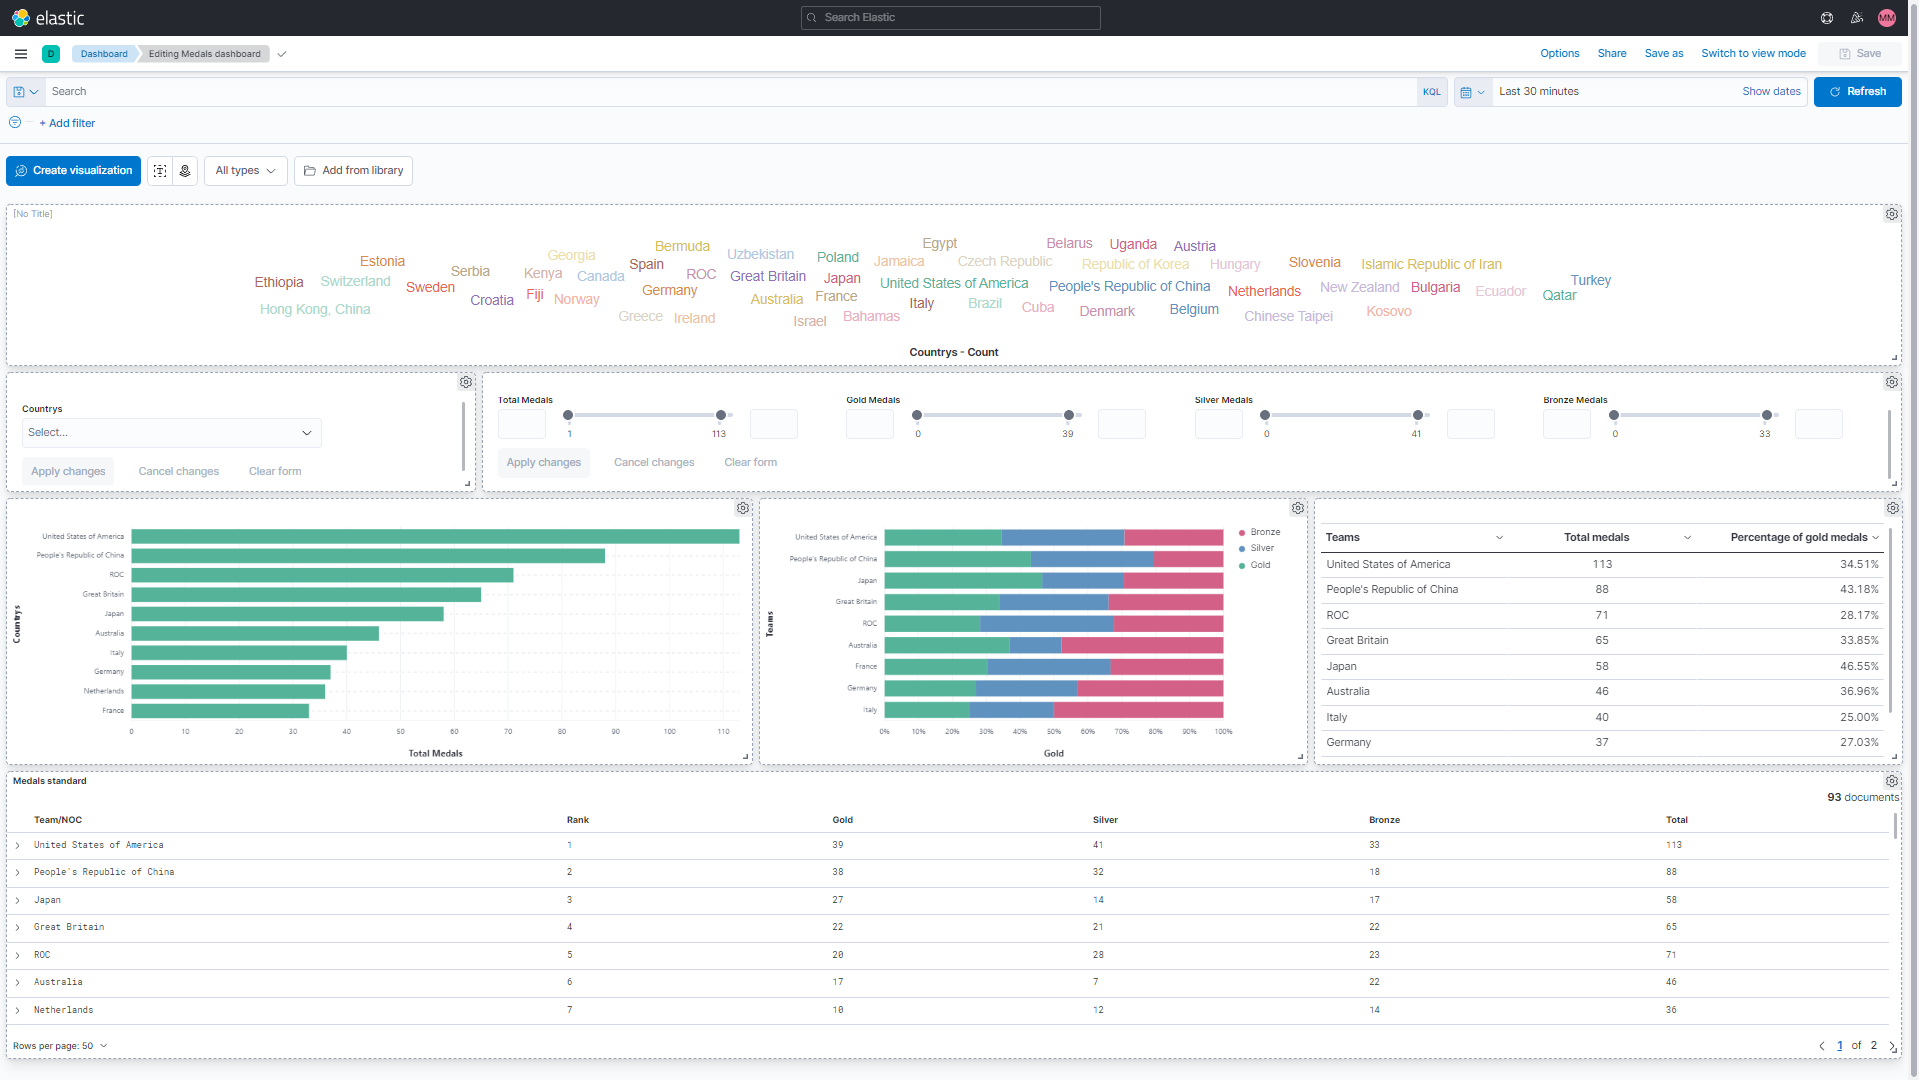 elastic
Search Elastic
MM
D
Dashboard
Editing Medals dashboard
Options
Share
Save as
Switch to view mode
Save
Search
KQL
Last 30 minutes
Show dates
Refresh
+ Add filter
Create visualization
All types
Add from library
[No Title]
Egypt
Belarus
Uganda
Austria
Bermuda
Georgia
Uzbekistan
Poland
Estonia
Serbia
Kenya
Canada
Spain
ROC
Great Britain
Japan
Jamaica
Czech Republic
Republic of Korea
Hungary
Slovenia
Islamic Republic of Iran
Turkey
Ethiopia
Switzerland
Sweden
Croatia
Fiji
Norway
Germany
Australia
France
United States of America
People's Republic of China
Netherlands
New Zealand
Bulgaria
Ecuador
Qatar
Hong Kong, China
Greece
Ireland
Israel
Bahamas
Italy
Brazil
Cuba
Denmark
Belgium
Chinese Taipei
Kosovo
Countrys - Count
Countrys
Select...
Apply changes
Cancel changes
Clear form
Total Medals
1
113
Gold Medals
0
39
Silver Medals
0
41
Bronze Medals
0
33
Apply changes
Cancel changes
Clear form
Countrys
United States of America
People's Republic of China
ROC
Great Britain
Japan
Australia
Italy
Germany
Netherlands
France
0 10 20 30 40 50 60 70 80 90 100 110
Total Medals
Teams
United States of America
People's Republic of China
Japan
Great Britain
ROC
Australia
France
Germany
Italy
0% 10% 20% 30% 40% 50% 60% 70% 80% 90% 100%
Gold
Bronze
Silver
Gold
Teams Total medals Percentage of gold medals
United States of America 113 34.51%
People's Republic of China 88 43.18%
ROC 71 28.17%
Great Britain 65 33.85%
Japan 58 46.55%
Australia 46 36.96%
Italy 40 25.00%
Germany 37 27.03%
Medals standard
93 documents
Team/NOC Rank Gold Silver Bronze Total
United States of America 1 39 41 33 113
People's Republic of China 2 38 32 18 88
Japan 3 27 14 17 58
Great Britain 4 22 21 22 65
ROC 5 20 28 23 71
Australia 6 17 7 22 46
Netherlands 7 10 12 14 36
Rows per page: 50
1 of 2